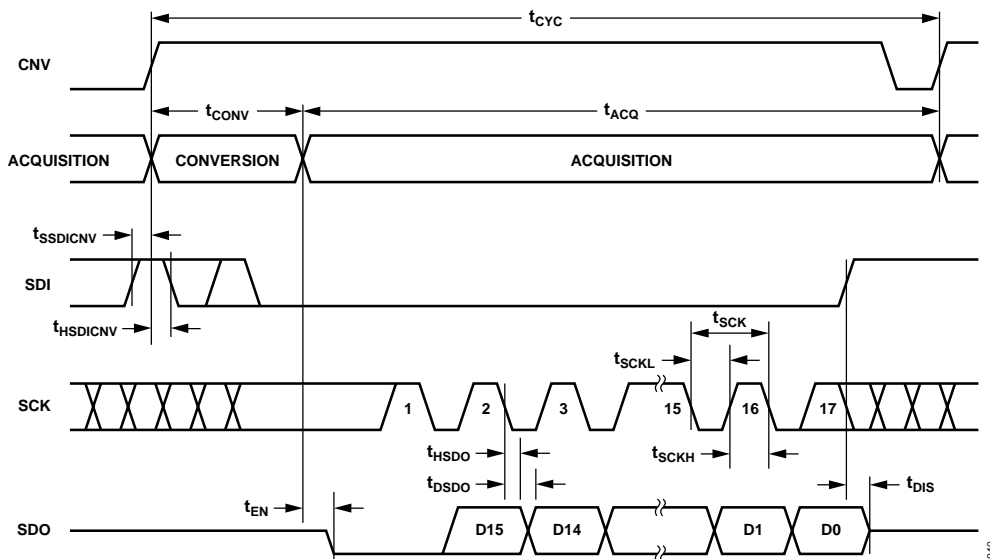 tCYC
CNV
tCONV
tACQ
ACQUISITION
CONVERSION
ACQUISITION
tSSDICNV
SDI
tHSDICNV
tSCK
tSCKL
SCK
1
2
3
15
16
17
tHSDO
tSCKH
tDSDO
tDIS
tEN
SDO
D15
D14
D1
D0